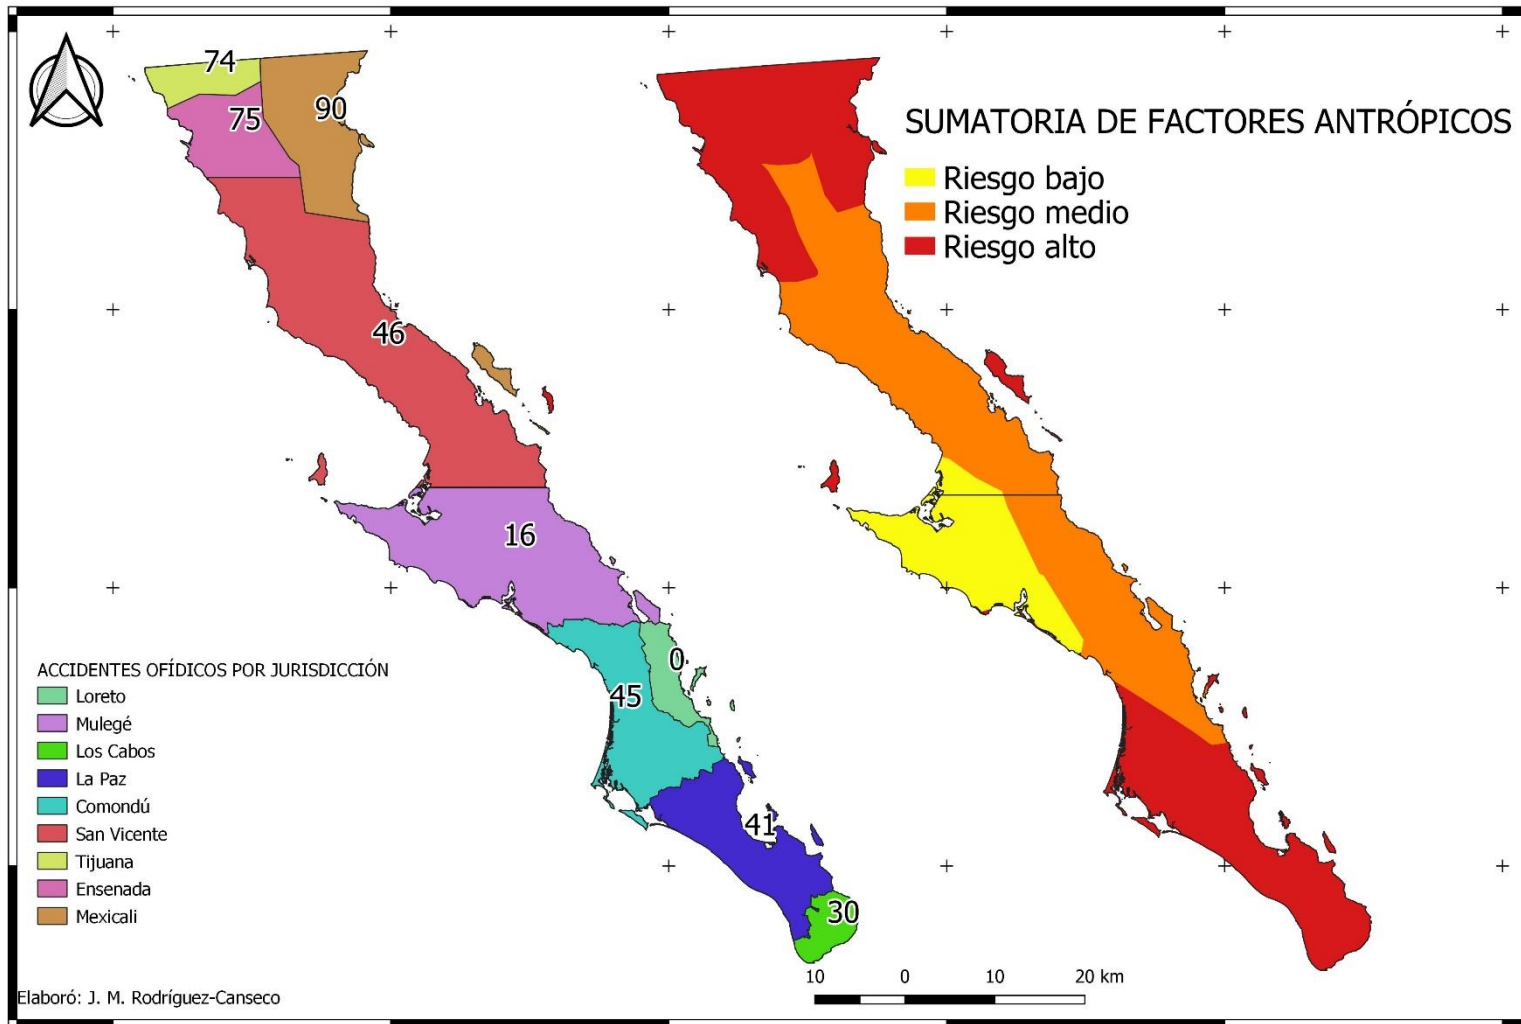 74
90
75
46
16
0
45
41
30
SUMATORIA DE FACTORES ANTRÓPICOS
Riesgo bajo
Riesgo medio
Riesgo alto
ACCIDENTES OFÍDICOS POR JURISDICCIÓN
Loreto
Mulegé
Los Cabos
La Paz
Comondú
San Vicente
Tijuana
Ensenada
Mexicali
Elaboró: J. M. Rodríguez-Canseco
10 0 10 20 km